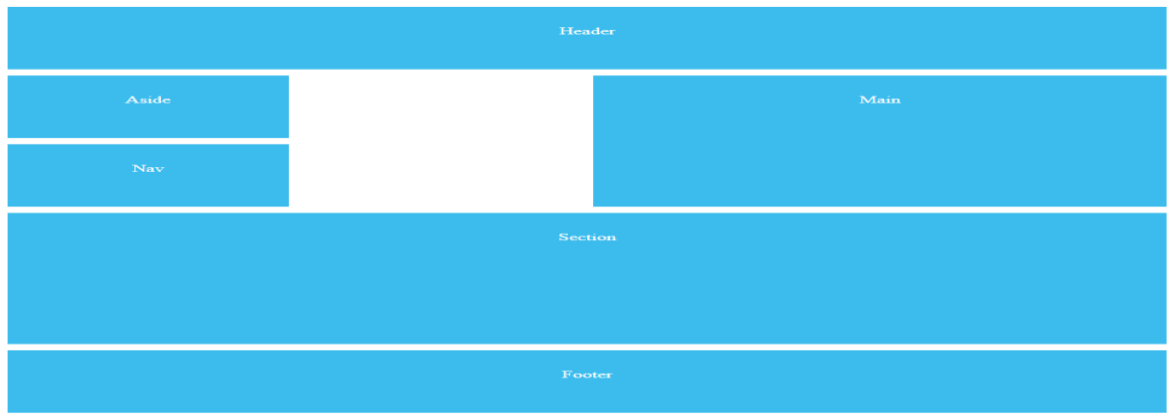 Header
Aside
Main
Nav
Section
Footer